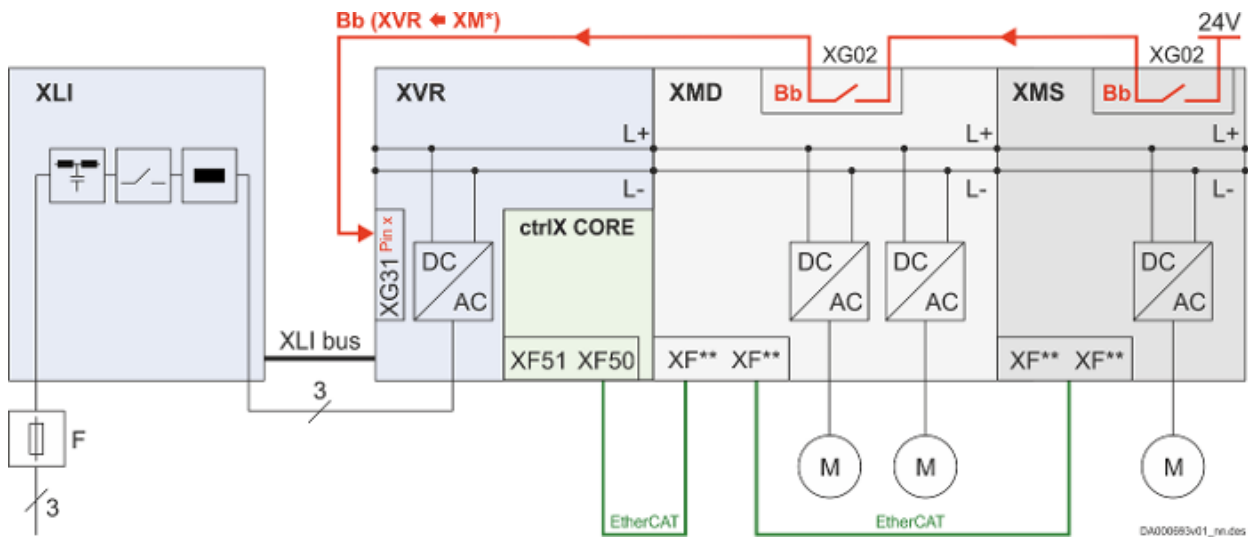 Bb (XVR ← XM*)
24V
XG02
XG02
XLI
XVR
XMD
Bb
XMS
Bb
L+
L+
L+
L-
L-
L-
Pin x
XG31
ctrlX CORE
DC
AC
DC
AC
DC
AC
DC
AC
XLI bus
XF51 XF50
XF** XF**
XF** XF**
3
F
M
M
M
3
EtherCAT
EtherCAT
DA000693v01_nn.des